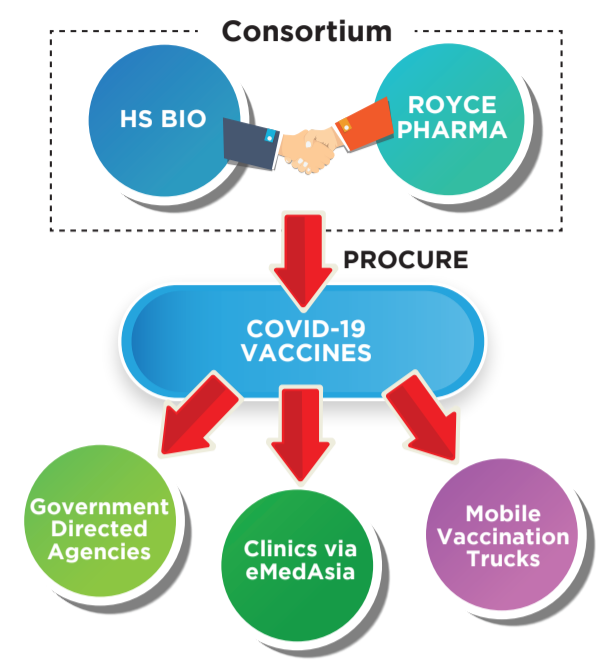 Consortium
HS BIO
ROYCE
PHARMA
PROCURE
COVID-19
VACCINES
Government
Directed
Agencies
Clinics via
eMedAsia
Mobile
Vaccination
Trucks